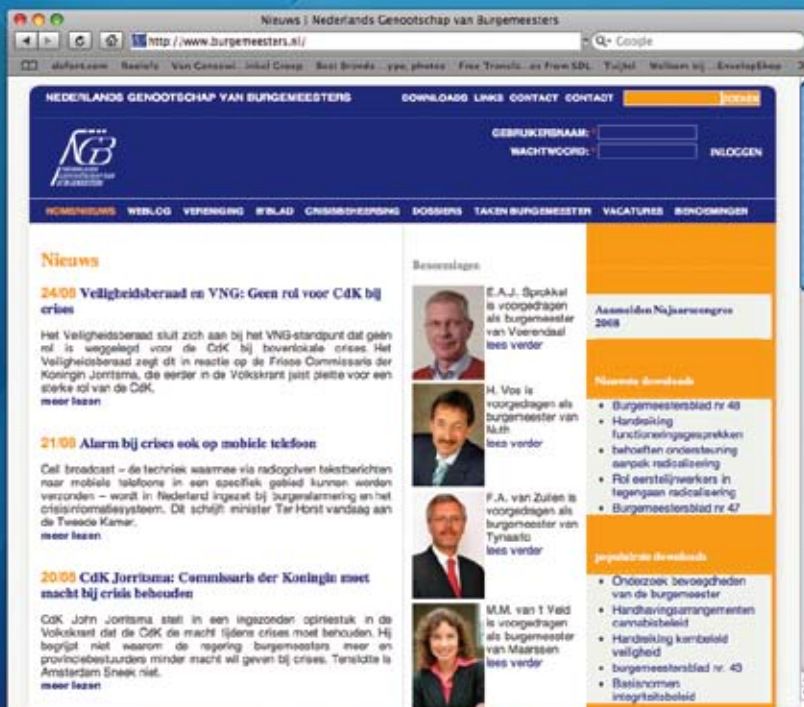 Nieuws | Nederlands Genootschap van Burgemeesters
http://www.burgemeesters.nl/
Google
NEDERLANDS GENOOTSCHAP VAN BURGEMEESTERS
DOWNLOADS LINKS CONTACT CONTACT
ZOEKEN
GEBRUIKERSNAAM:*
WACHTWOORD:*
INLOGGEN
NGB
HOME/NIEUWS WEBLOG VERENIGING B'BLAD CRISISBEHEERSING DOSSIERS TAKEN BURGEMEESTER VACATURES BENOEMINGEN
Nieuws
24/08 Veiligheidsberaad en VNG: Geen rol voor CdK bij
crises
Het Veiligheidsberaad sluit zich aan bij het VNG-standpunt dat geen
rol is weggelegd voor de CdK bij bovenlokale crises. Het
Veiligheidsberaad zegt dit in reactie op de Friese Commissaris der
Koningin Jorritsma, die eerder in de Volkskrant juist pleitte voor een
sterke rol van de CdK.
meer lezen
21/08 Alarm bij crises ook op mobiele telefoon
Cell broadcast – de techniek waarmee via radiogolven tekstberichten
naar mobiele telefoons in een specifiek gebied kunnen worden
verzonden – wordt in Nederland ingezet bij burgeralarmering en het
crisisinformatiesysteem. Dit schrijft minister Ter Horst vandaag aan
de Tweede Kamer.
meer lezen
20/08 CdK Jorritsma: Commissaris der Koningin moet
macht bij crisis behouden
CdK John Jorritsma stelt in een ingezonden opiniestuk in de
Volkskrant dat de CdK de macht tijdens crises moet behouden. Hij
begrijpt niet waarom de regering burgemeesters meer en
provinciebestuurders minder macht wil geven bij crises. Tenslotte is
Amsterdam Sneek niet.
meer lezen
Benoemingen
E.A.J. Sprokkel
is voorgedragen
als burgemeester
van Voerendaal
lees verder
H. Vos is
voorgedragen als
burgemeester van
Nuth
lees verder
F.A. van Zuilen is
voorgedragen als
burgemeester van
Tynaarlo
lees verder
M.M. van 't Veld
is voorgedragen
als burgemeester
van Maarssen
lees verder
Aanmelden Najaarscongres
2008
Nieuwste downloads
• Burgemeestersblad nr 48
• Handreiking
functioneringsgesprekken
• behoeften ondersteuning
aanpak radicalisering
• Rol eerstelijnwerkers in
tegengaan radicalisering
• Burgemeestersblad nr 47
populairste downloads
• Onderzoek bevoegdheden
van de burgemeester
• Handhavingsarrangementen
cannabisbeleid
• Handreiking kernbeleid
veiligheid
• burgemeestersblad nr. 43
• Basisnormen
integriteitsbeleid